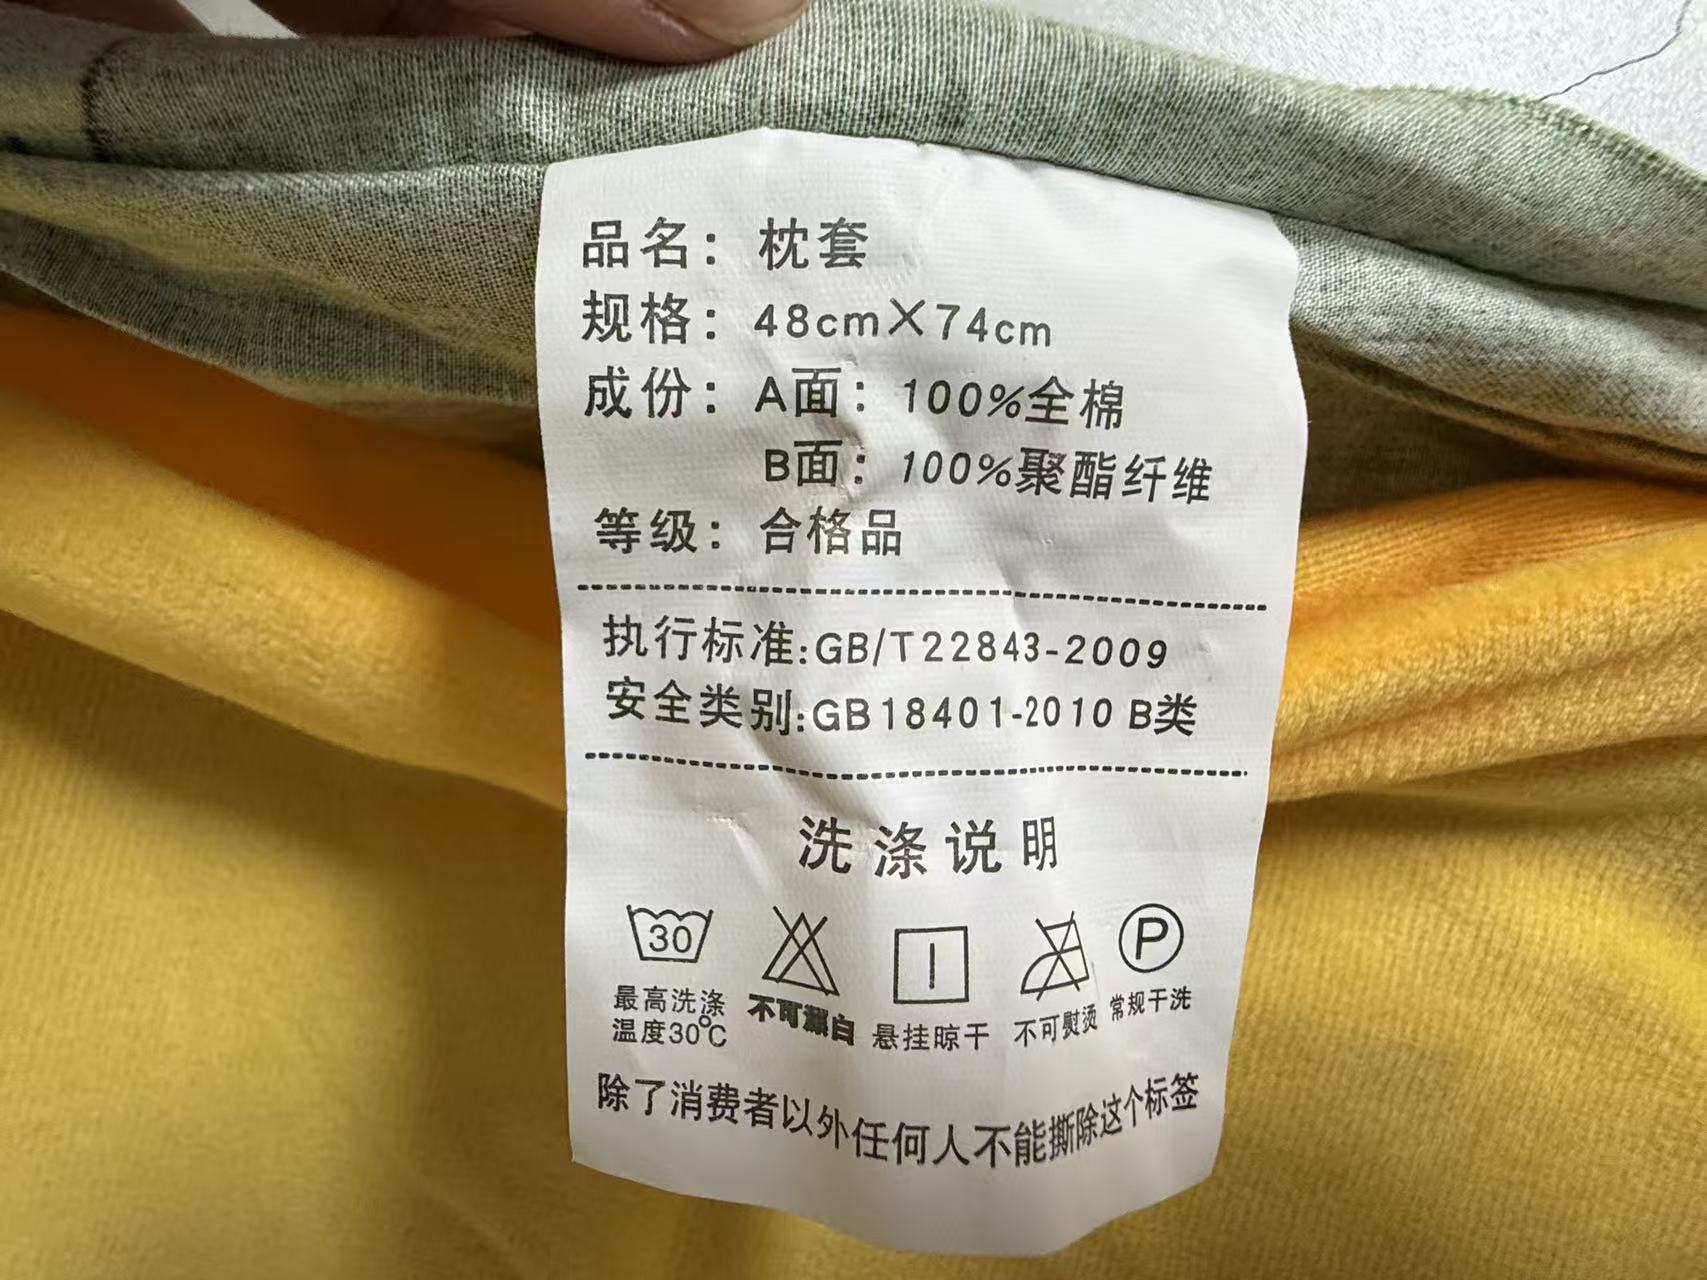 品名：枕套
规格：48cm×74cm
成份：A面：100%全棉
B面：100%聚酯纤维
等级：合格品
执行标准:GB/T22843-2009
安全类别:GB18401-2010 B类
洗涤说明
30 P
最高洗涤温度30℃ 不可漂白 悬挂晾干 不可熨烫 常规干洗
除了消费者以外任何人不能撕除这个标签